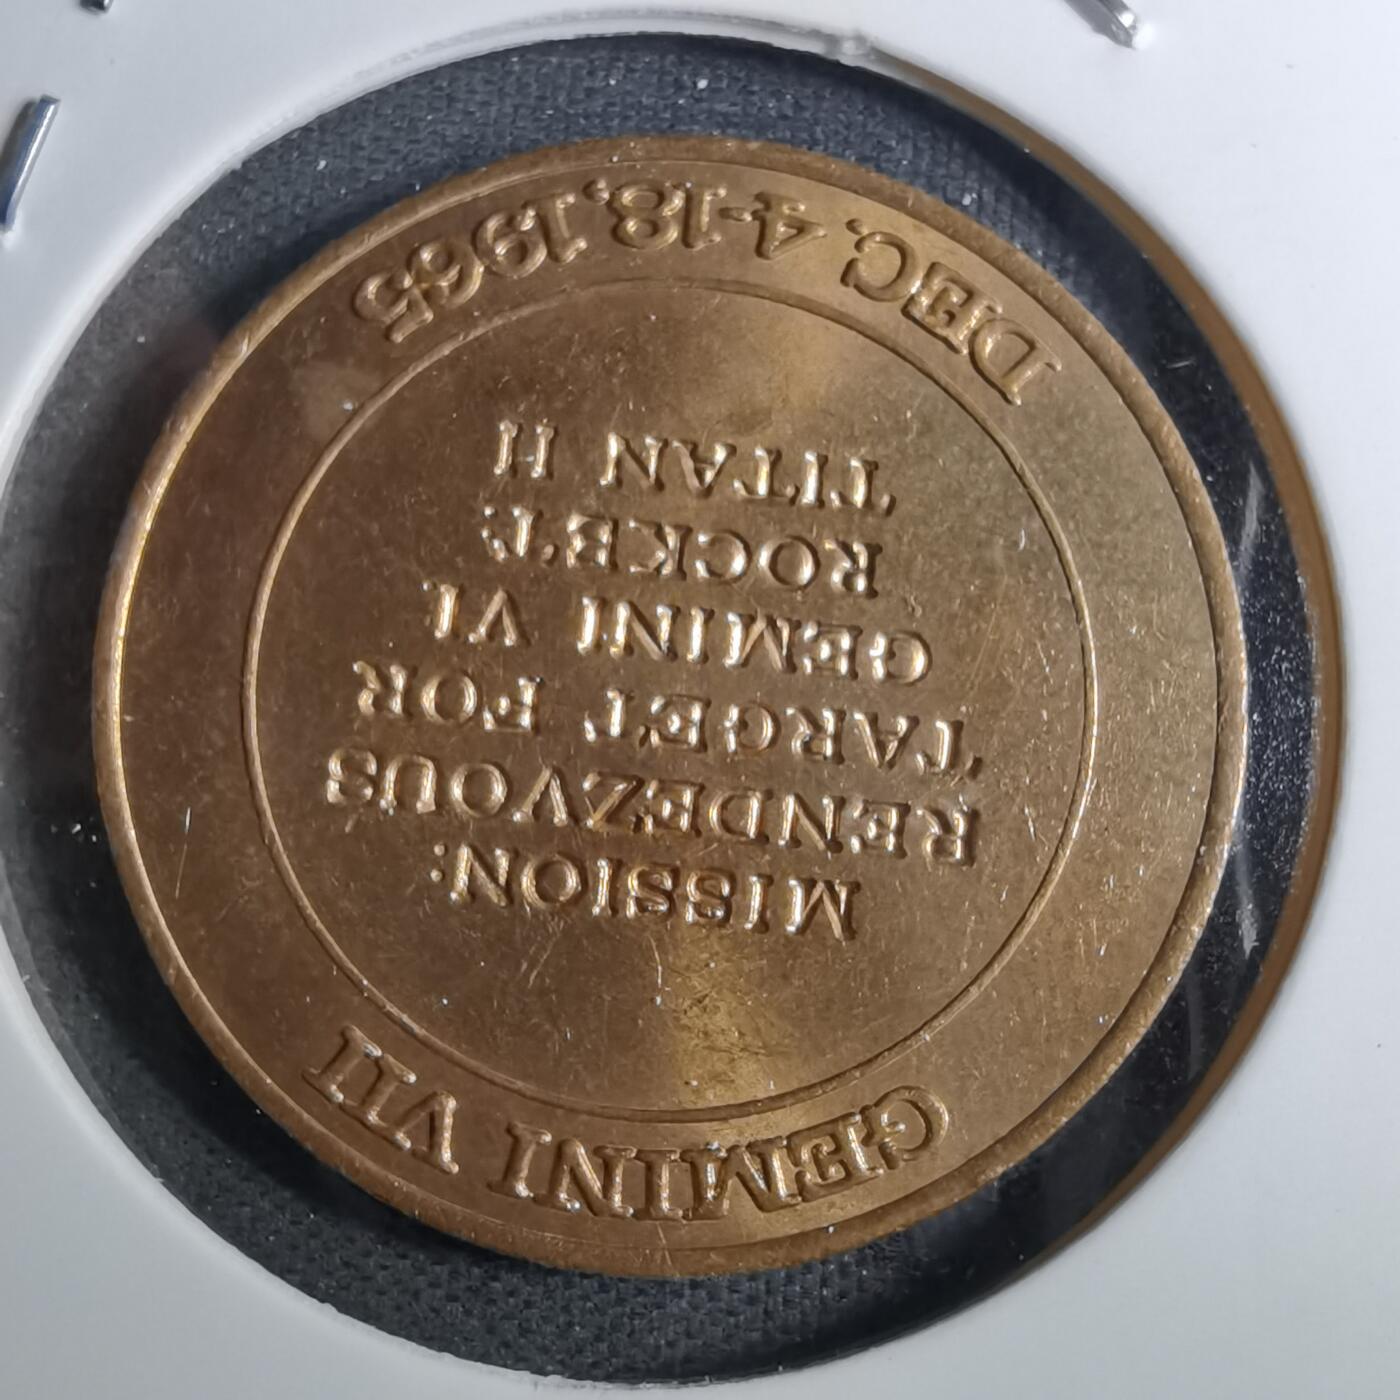 GEMINI VII
MISSION:
RENDEZVOUS
TARGET FOR
GEMINI VI.
ROCKET:
TITAN II
DEC. 4-18, 1965